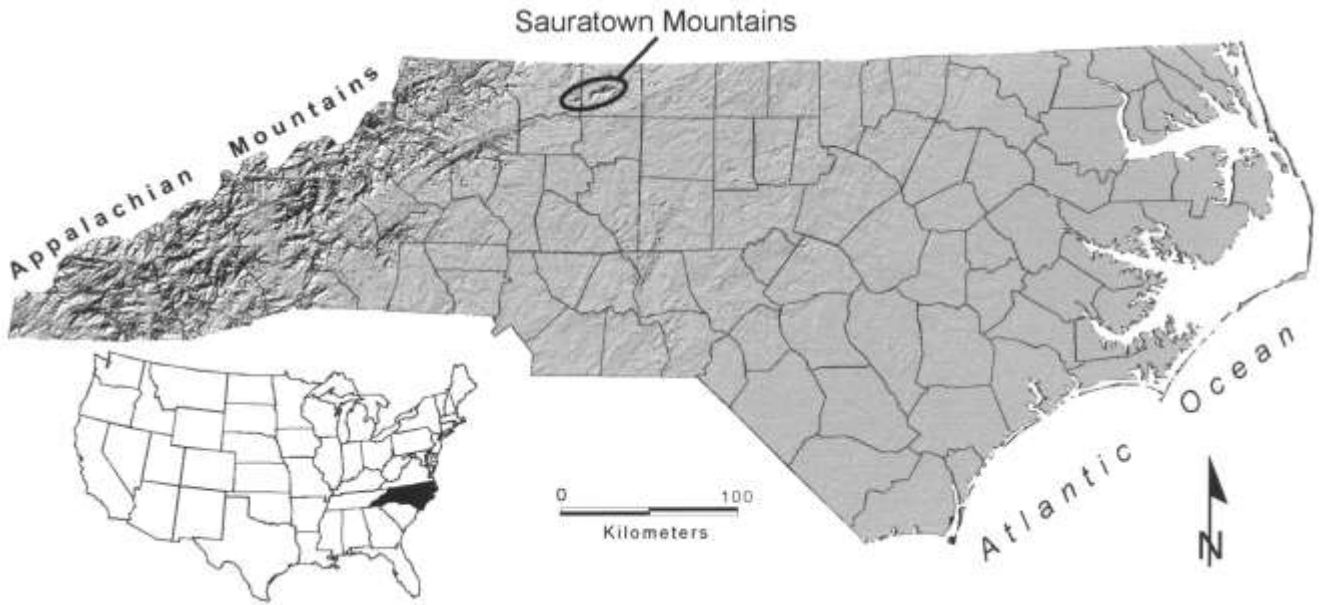 Sauratown Mountains
Appalachian Mountains
0 100
Kilometers
Atlantic Ocean
N